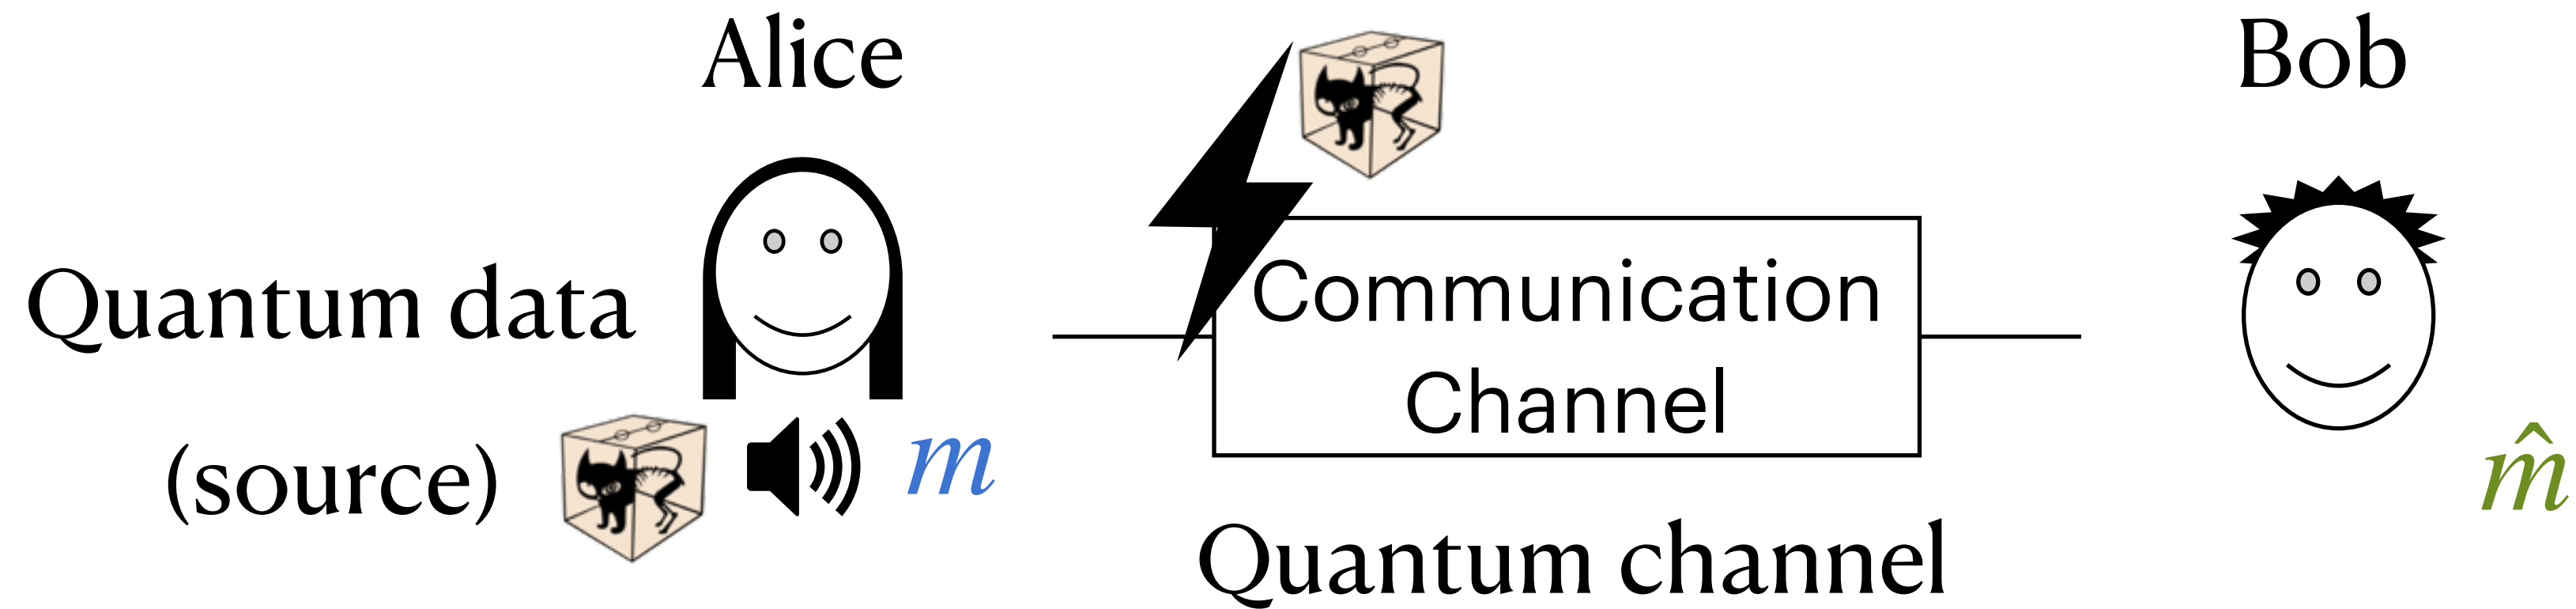 Alice
Bob
Quantum data
(source)
m
Communication
Channel
m̂
Quantum channel